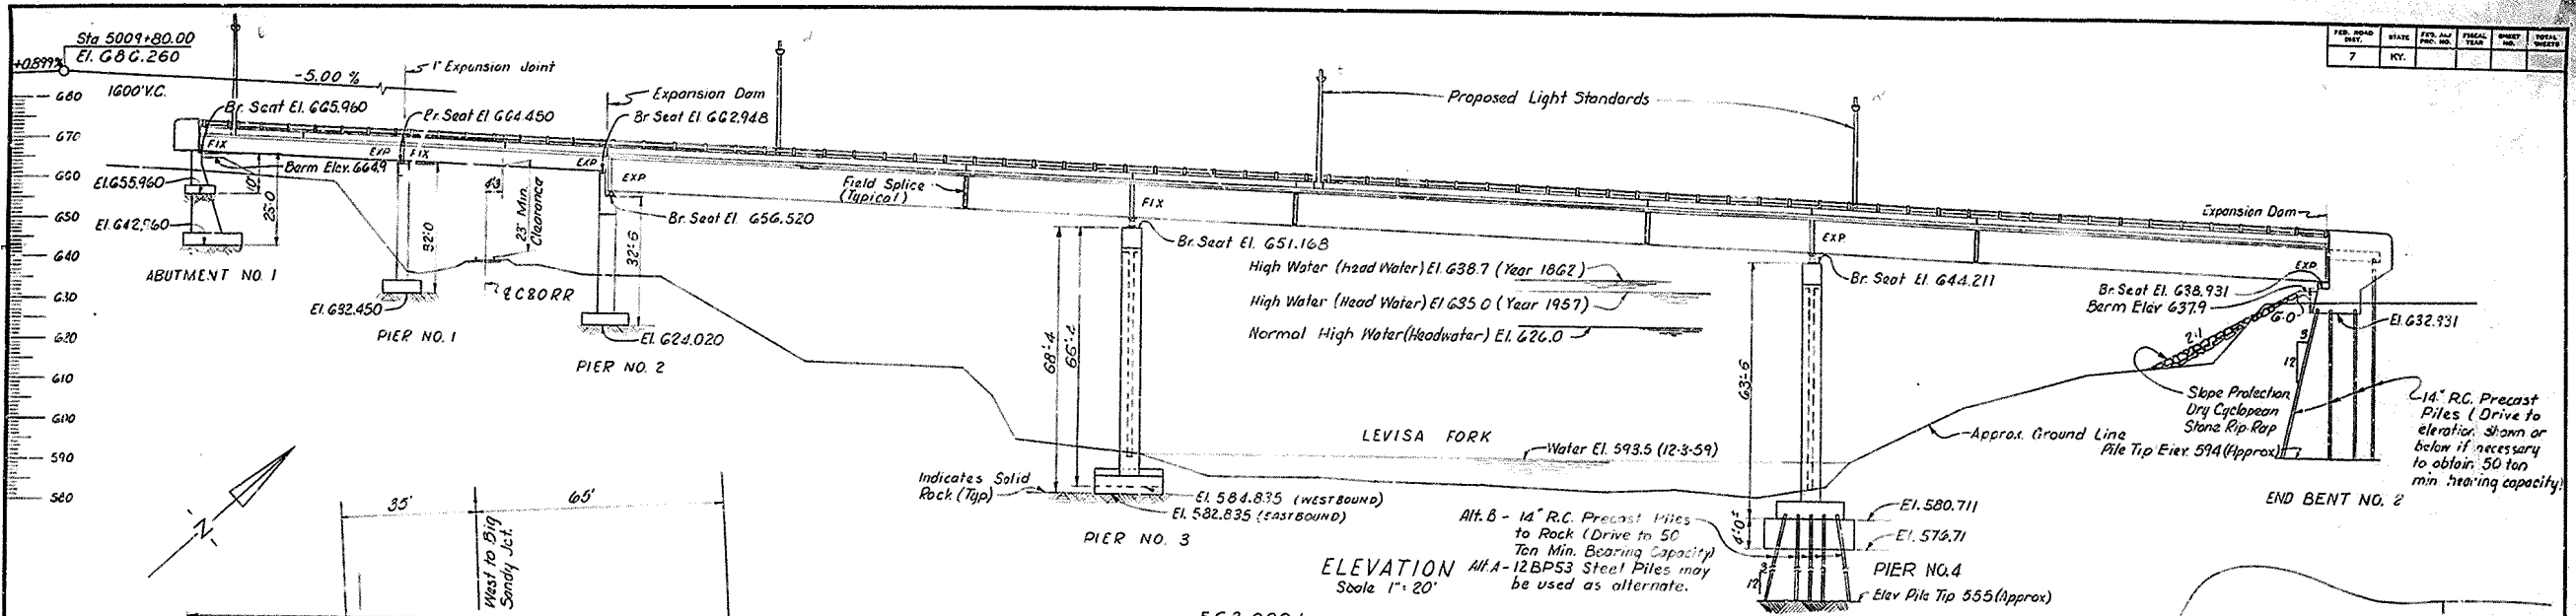 FED. ROAD DIST. STATE FED. AID PROJ. NO. FISCAL YEAR SHEET NO. TOTAL SHEETS
7 KY.
Sta 5009+80.00
El. 686.260
+0.899%
-5.00 %
1600' V.C.
1" Expansion Joint
Expansion Dam
Proposed Light Standards
Br. Seat El. 665.960
Br. Seat El 664.450
Br Seat El. 662.948
680
670
660
650
640
630
620
610
600
590
580
FIX
EXP
FIX
EXP
EXP.
Berm Elev. 664.9
El. 655.960
10'
25'-0
El. 642.960
ABUTMENT NO. 1
32'-0
El. 632.450
PIER NO. 1
23' Min. Clearance
℄ C&O RR
32'-6
Br. Seat El. 656.520
El. 624.020
PIER NO. 2
Field Splice
(Typical)
FIX
Br. Seat El. 651.168
High Water (Head Water) El. 638.7 (Year 1862)
High Water (Head Water) El 635.0 (Year 1957)
Normal High Water (Headwater) El. 626.0
68'-4
66'-4
LEVISA FORK
Water El. 593.5 (12-3-59)
Indicates Solid
Rock (Typ)
El. 584.835 (WESTBOUND)
El. 582.835 (EASTBOUND)
PIER NO. 3
EXP.
Br. Seat El. 644.211
63'-6
Approx. Ground Line
El. 580.711
El. 576.71
4'-0"±
12
PIER NO. 4
Elev Pile Tip 555 (Approx)
Alt. B - 14" R.C. Precast Piles
to Rock (Drive to 50
Ton Min. Bearing Capacity)
Alt. A - 12BP53 Steel Piles may
be used as alternate.
ELEVATION
Scale 1" = 20'
Expansion Dam
EXP.
Br. Seat El. 638.931
Berm Elev 637.9
6'-0
El. 632.931
2:1
12
3
Slope Protection
Dry Cyclopean
Stone Rip-Rap
Pile Tip Elev. 594 (Approx)
14" R.C. Precast
Piles (Drive to
elevation shown or
below if necessary
to obtain 50 ton
min. bearing capacity)
END BENT NO. 2
N
35'
65'
West to Big
Sandy Jct.